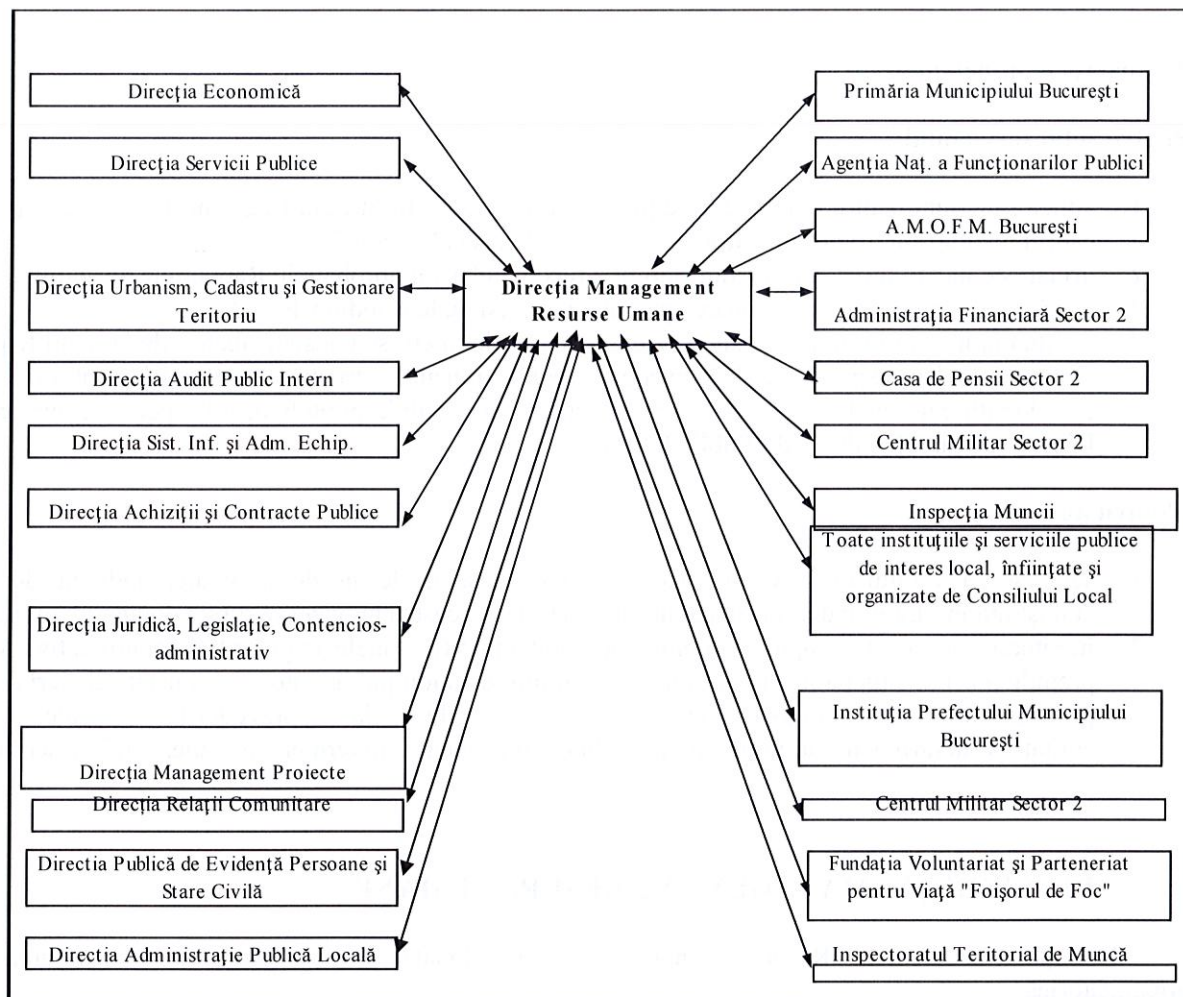 Direcţia Economică
Direcţia Servicii Publice
Direcţia Urbanism, Cadastru şi Gestionare
Teritoriu
Direcţia Audit Public Intern
Direcţia Sist. Inf. şi Adm. Echip.
Direcţia Achiziţii şi Contracte Publice
Direcţia Juridică, Legislaţie, Contencios-
administrativ
Direcţia Management Proiecte
Direcţia Relaţii Comunitare
Directia Publică de Evidenţă Persoane şi
Stare Civilă
Directia Administraţie Publică Locală
Direcţia Management
Resurse Umane
Primăria Municipiului Bucureşti
Agenţia Naţ. a Funcţionarilor Publici
A.M.O.F.M. Bucureşti
Administraţia Financiară Sector 2
Casa de Pensii Sector 2
Centrul Militar Sector 2
Inspecţia Muncii
Toate instituţiile şi serviciile publice
de interes local, înfiinţate şi
organizate de Consiliului Local
Instituţia Prefectului Municipiului
Bucureşti
Centrul Militar Sector 2
Fundaţia Voluntariat şi Parteneriat
pentru Viaţă "Foişorul de Foc"
Inspectoratul Teritorial de Muncă